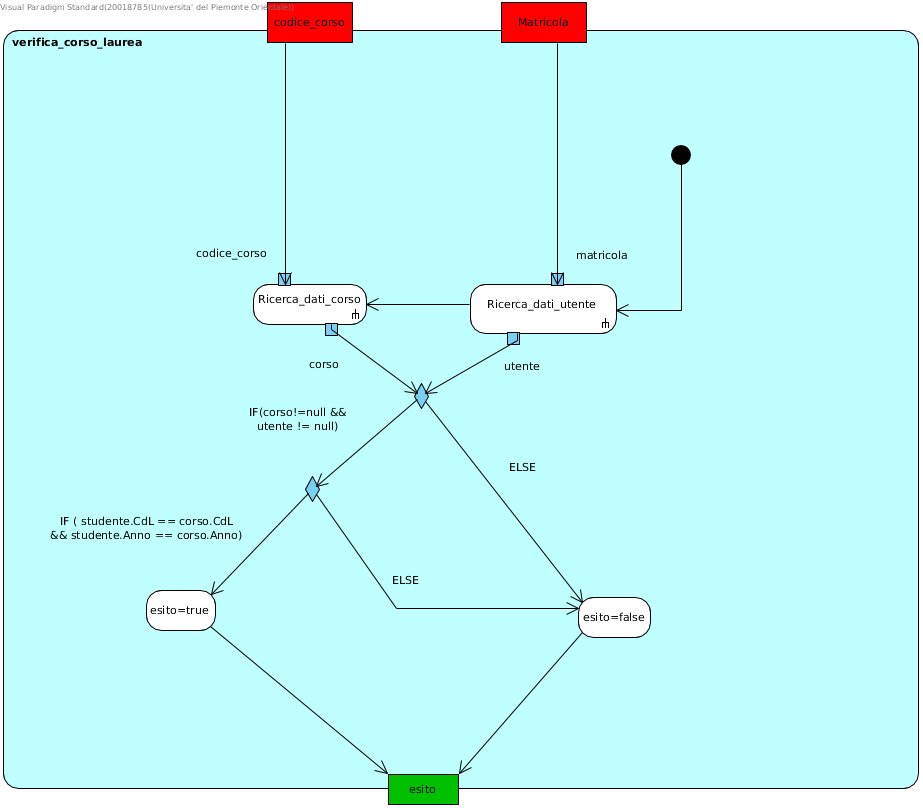 Visual Paradigm Standard(20018785(Universita' del Piemonte Orientale))
codice_corso
Matricola
verifica_corso_laurea
codice_corso
matricola
Ricerca_dati_corso
Ricerca_dati_utente
corso
utente
IF(corso!=null &&
utente != null)
ELSE
IF ( studente.CdL == corso.CdL
&& studente.Anno == corso.Anno)
ELSE
esito=true
esito=false
esito